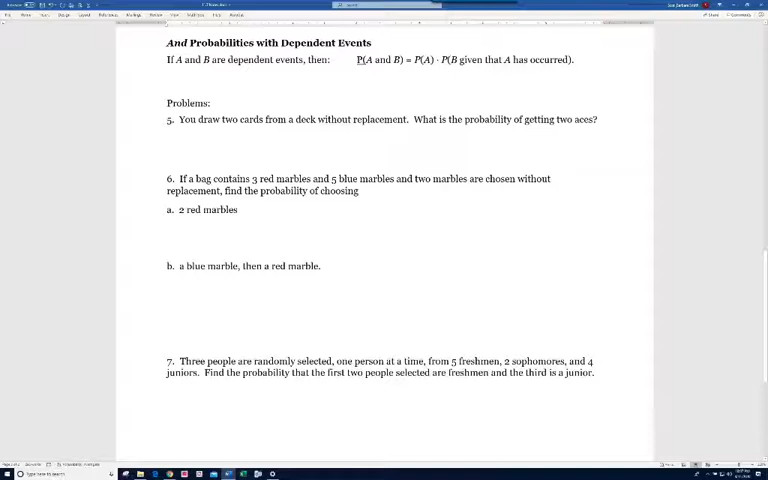 And Probabilities with Dependent Events
If A and B are dependent events, then: P(A and B) = P(A) · P(B given that A has occurred).
Problems:
5. You draw two cards from a deck without replacement. What is the probability of getting two aces?
6. If a bag contains 3 red marbles and 5 blue marbles and two marbles are chosen without
replacement, find the probability of choosing
a. 2 red marbles
b. a blue marble, then a red marble.
7. Three people are randomly selected, one person at a time, from 5 freshmen, 2 sophomores, and 4
juniors. Find the probability that the first two people selected are freshmen and the third is a junior.
Type here to search